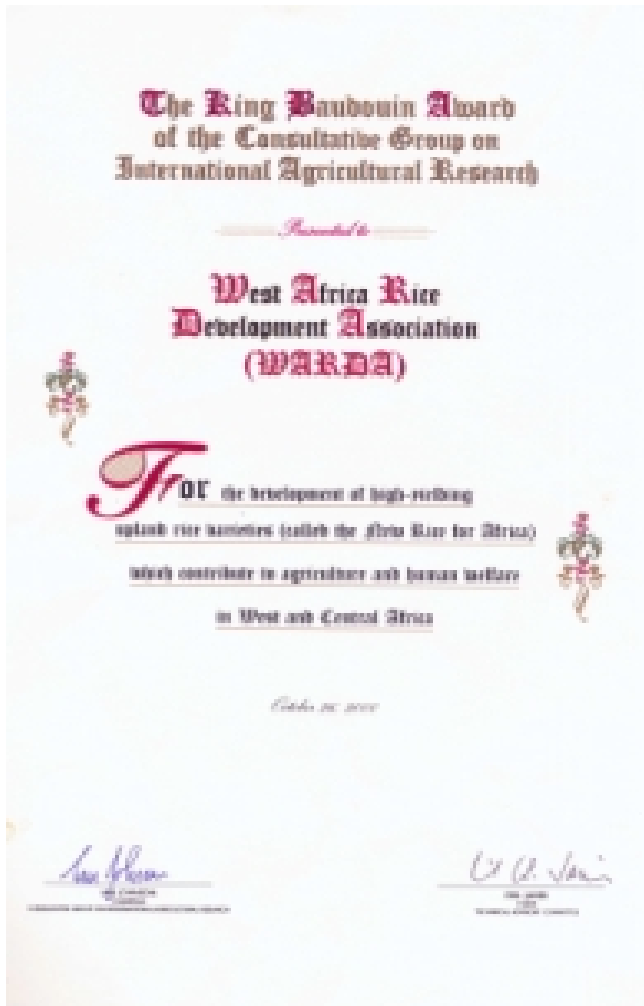 The King Baudouin Award
of the Consultative Group on
International Agricultural Research
Presented to
West Africa Rice
Development Association
(WARDA)
For the development of high-yielding
upland rice varieties (called the New Rice for Africa)
which contribute to agriculture and human welfare
in West and Central Africa
October